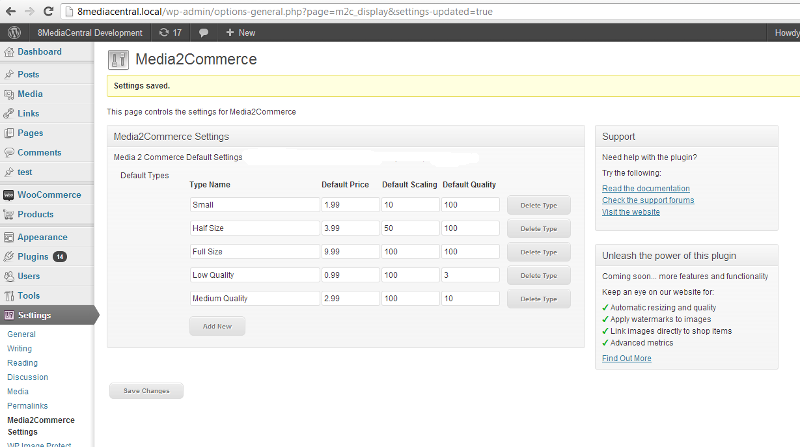 8mediacentral.local/wp-admin/options-general.php?page=m2c_display&settings-updated=true
8MediaCentral Development 17 New Howdy
Dashboard
Posts
Media
Links
Pages
Comments
test
WooCommerce
Products
Appearance
Plugins 14
Users
Tools
Settings
General
Writing
Reading
Discussion
Media
Permalinks
Media2Commerce
Settings
WP Image Protect
Media2Commerce
Settings saved.
This page controls the settings for Media2Commerce
Media2Commerce Settings
Media 2 Commerce Default Settings
Default Types
Type Name Default Price Default Scaling Default Quality
Small 1.99 10 100 Delete Type
Half Size 3.99 50 100 Delete Type
Full Size 9.99 100 100 Delete Type
Low Quality 0.99 100 3 Delete Type
Medium Quality 2.99 100 10 Delete Type
Add New
Save Changes
Support
Need help with the plugin?
Try the following:
Read the documentation
Check the support forums
Visit the website
Unleash the power of this plugin
Coming soon... more features and functionality
Keep an eye on our website for:
✓ Automatic resizing and quality
✓ Apply watermarks to images
✓ Link images directly to shop items
✓ Advanced metrics
Find Out More